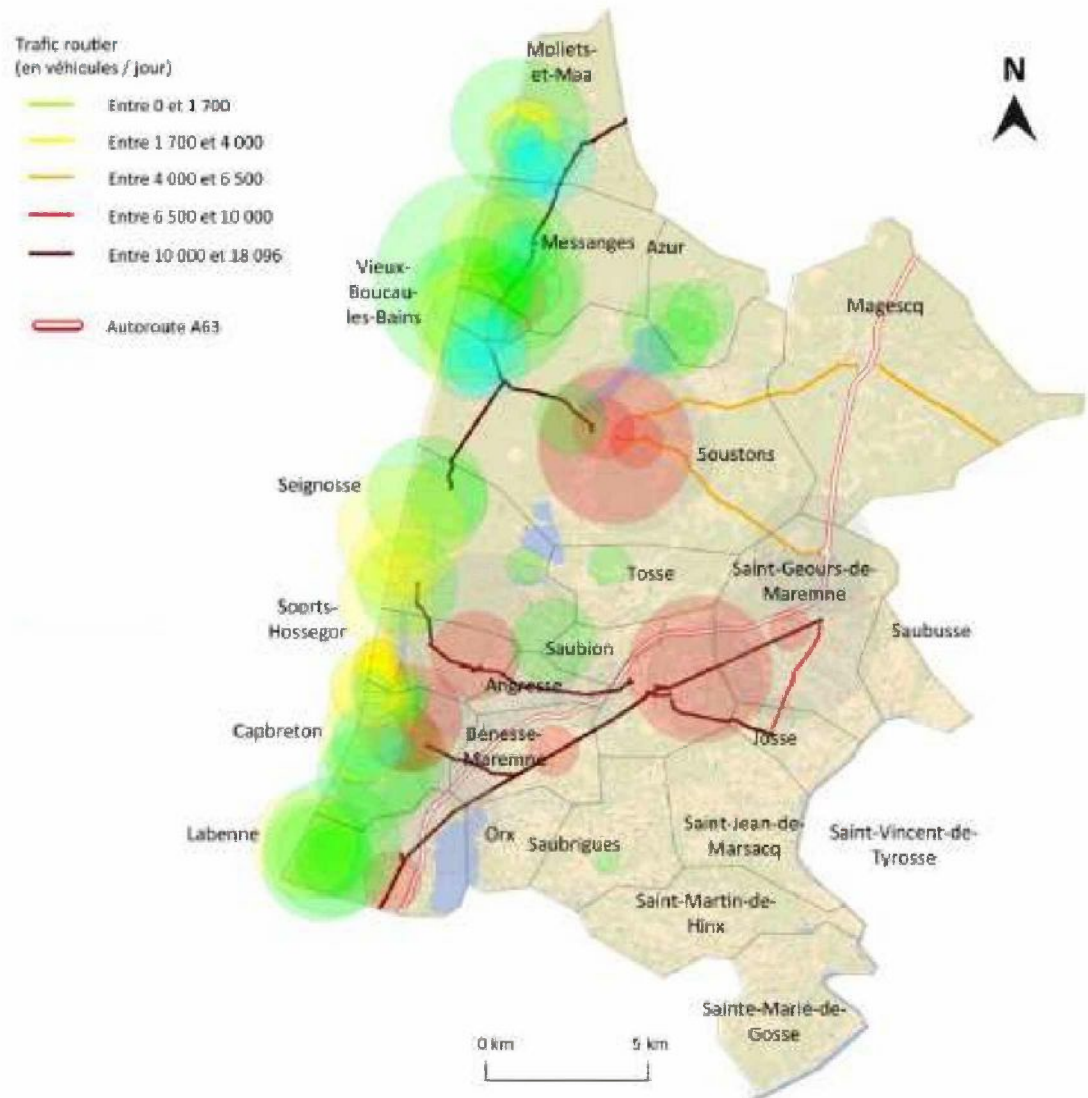 Trafic routier
(en véhicules / jour)
Entre 0 et 1 700
Entre 1 700 et 4 000
Entre 4 000 et 6 500
Entre 6 500 et 10 000
Entre 10 000 et 18 096
Autoroute A63
N
Moliets-
et-Maa
Messanges
Azur
Vieux-
Boucau-
les-Bains
Magescq
Soustons
Seignosse
Tosse
Saint-Geours-de-
Maremne
Soorts-
Hossegor
Saubion
Saubusse
Angresse
Capbreton
Bénesse-
Maremne
Josse
Labenne
Orx
Saubrigues
Saint-Jean-de-
Marsacq
Saint-Vincent-de-
Tyrosse
Saint-Martin-de-
Hinx
Sainte-Marie-de-
Gosse
0 km
5 km